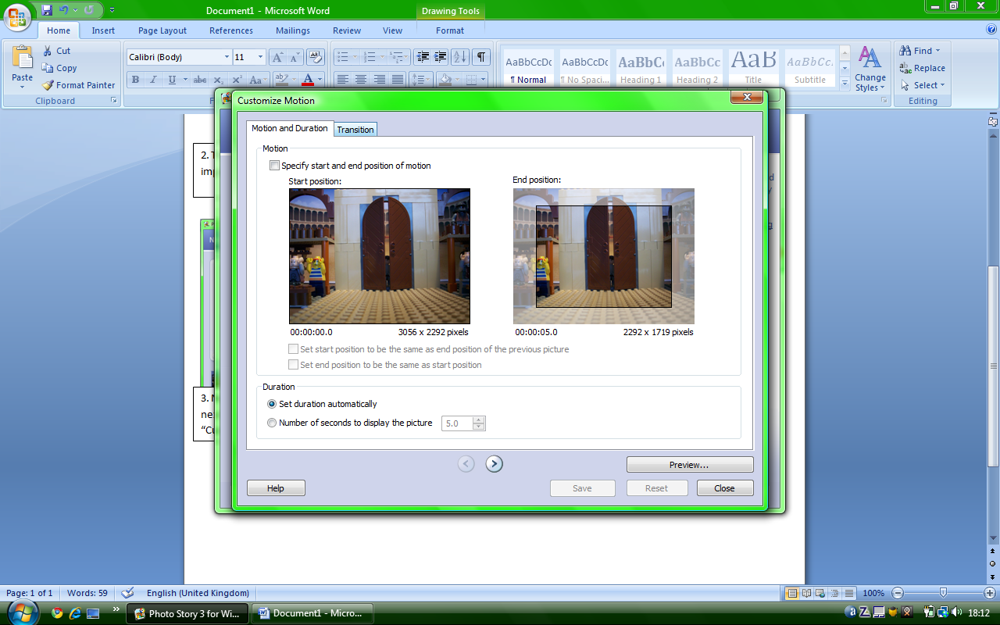 Document1 - Microsoft Word
Drawing Tools
Home Insert Page Layout References Mailings Review View Format
Paste
Cut
Copy
Format Painter
Clipboard
Calibri (Body) 11
AaBbCcDc AaBbCcDc AaBbCc AaBbCc AaB AaBbCc.
¶ Normal ¶ No Spaci... Heading 1 Heading 2 Title Subtitle
Change
Styles
Find
Replace
Select
Editing
Customize Motion
Motion and Duration Transition
Motion
Specify start and end position of motion
Start position: End position:
00:00:00.0 3056 x 2292 pixels 00:00:05.0 2292 x 1719 pixels
Set start position to be the same as end position of the previous picture
Set end position to be the same as start position
Duration
Set duration automatically
Number of seconds to display the picture 5.0
Preview...
Help Save Reset Close
2. T
imp
3. N
ne
“Cu
Page: 1 of 1 Words: 59 English (United Kingdom) 100%
Photo Story 3 for Wi... Document1 - Micro... 18:12